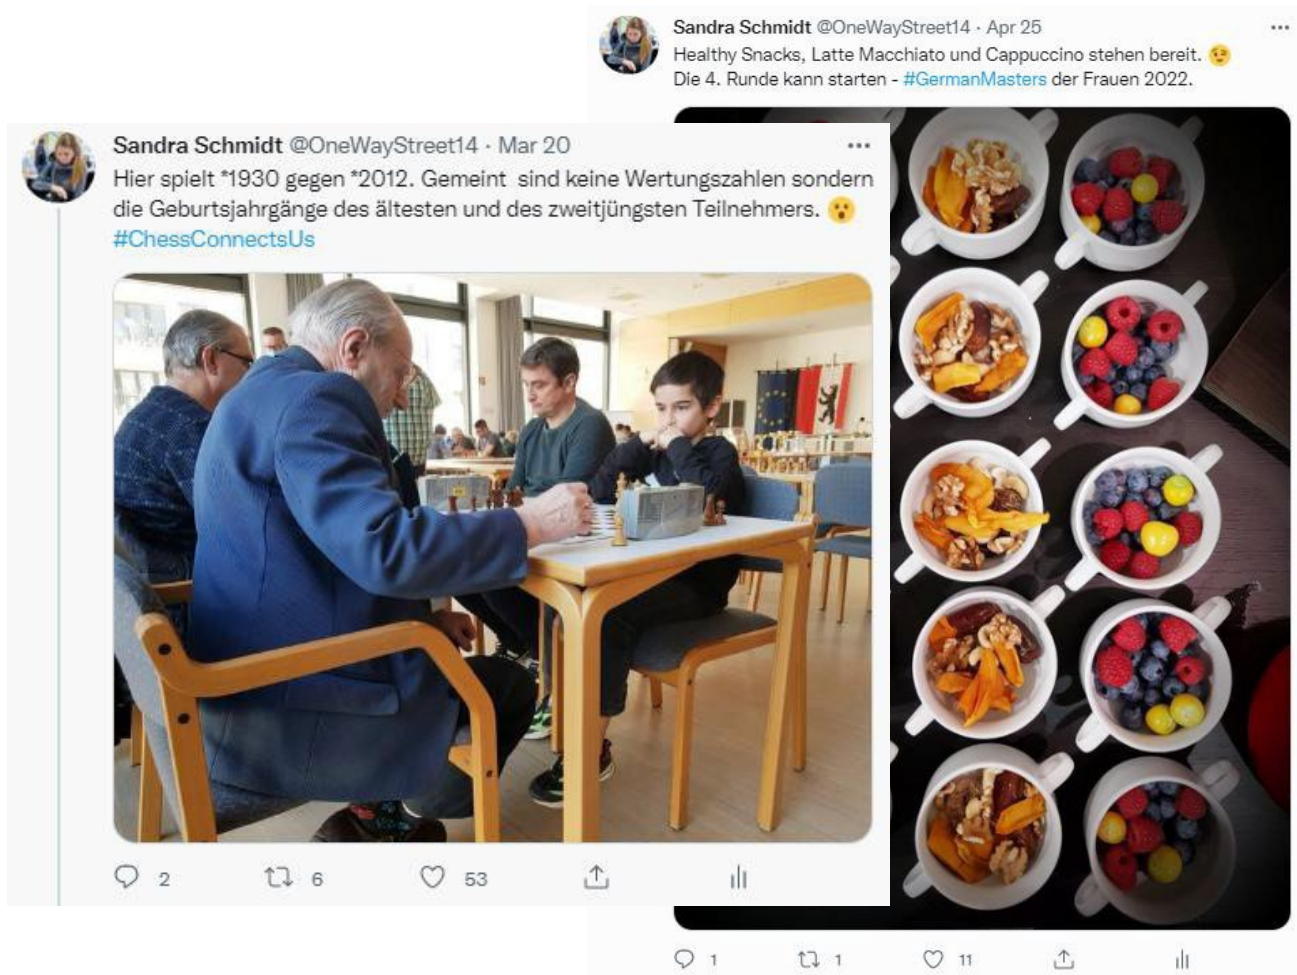 Sandra Schmidt @OneWayStreet14 · Apr 25
Healthy Snacks, Latte Macchiato und Cappuccino stehen bereit. 😉
Die 4. Runde kann starten - #GermanMasters der Frauen 2022.
Sandra Schmidt @OneWayStreet14 · Mar 20
Hier spielt *1930 gegen *2012. Gemeint  sind keine Wertungszahlen sondern
die Geburtsjahrgänge des ältesten und des zweitjüngsten Teilnehmers. 😮
#ChessConnectsUs
2 6 53
1 1 11